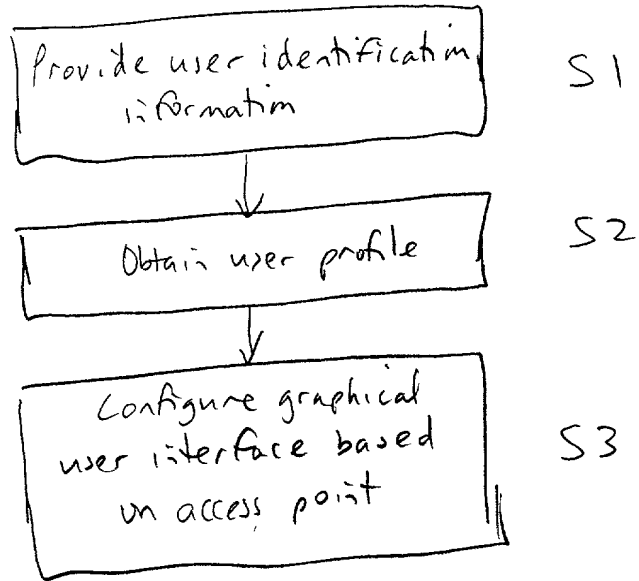 Provide user identification
information
S1
Obtain user profile
S2
Configure graphical
user interface based
on access point
S3